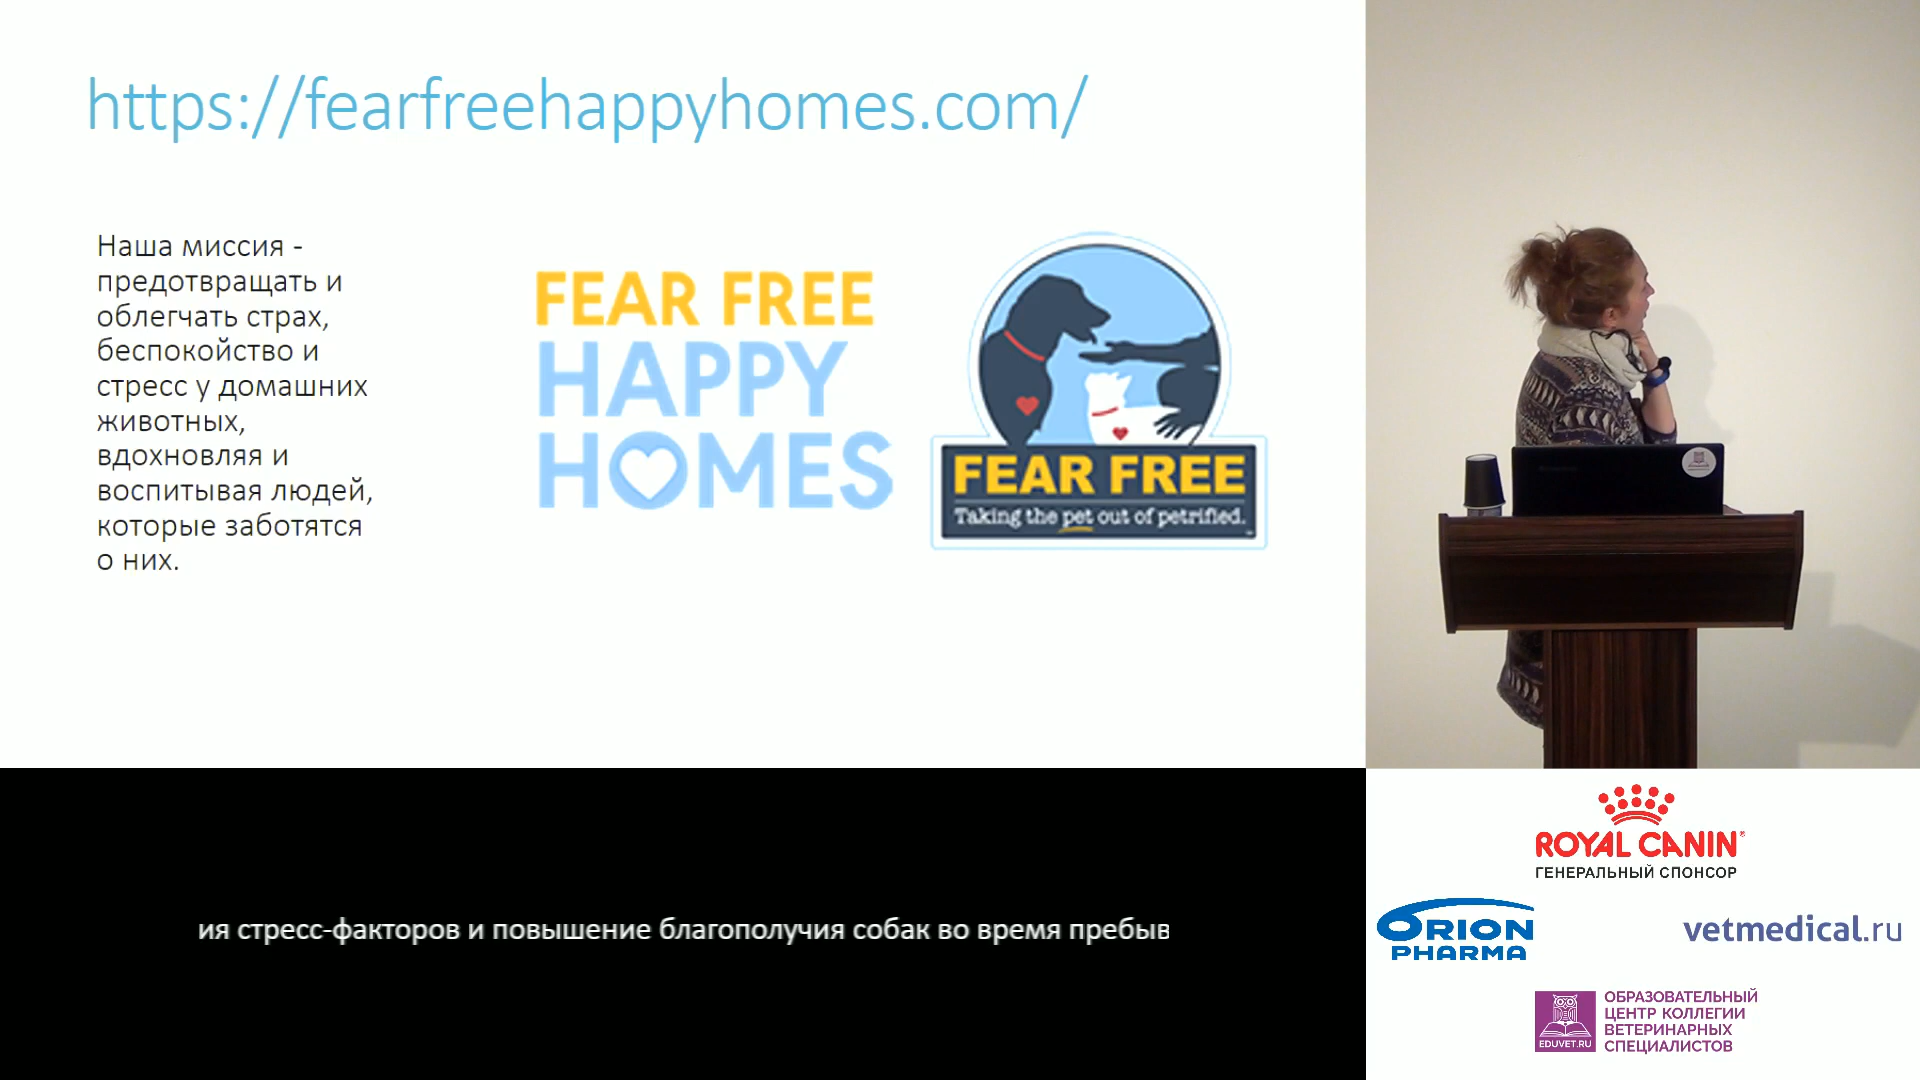 https://fearfreehappyhomes.com/
Наша миссия -
предотвращать и
облегчать страх,
беспокойство и
стресс у домашних
животных,
вдохновляя и
воспитывая людей,
которые заботятся
о них.
FEAR FREE
HAPPY
HOMES
FEAR FREE
Taking the pet out of petrified.
ия стресс-факторов и повышение благополучия собак во время пребыв
ROYAL CANIN
ГЕНЕРАЛЬНЫЙ СПОНСОР
ORION
PHARMA
vetmedical.ru
EDUVET.RU
ОБРАЗОВАТЕЛЬНЫЙ
ЦЕНТР КОЛЛЕГИИ
ВЕТЕРИНАРНЫХ
СПЕЦИАЛИСТОВ